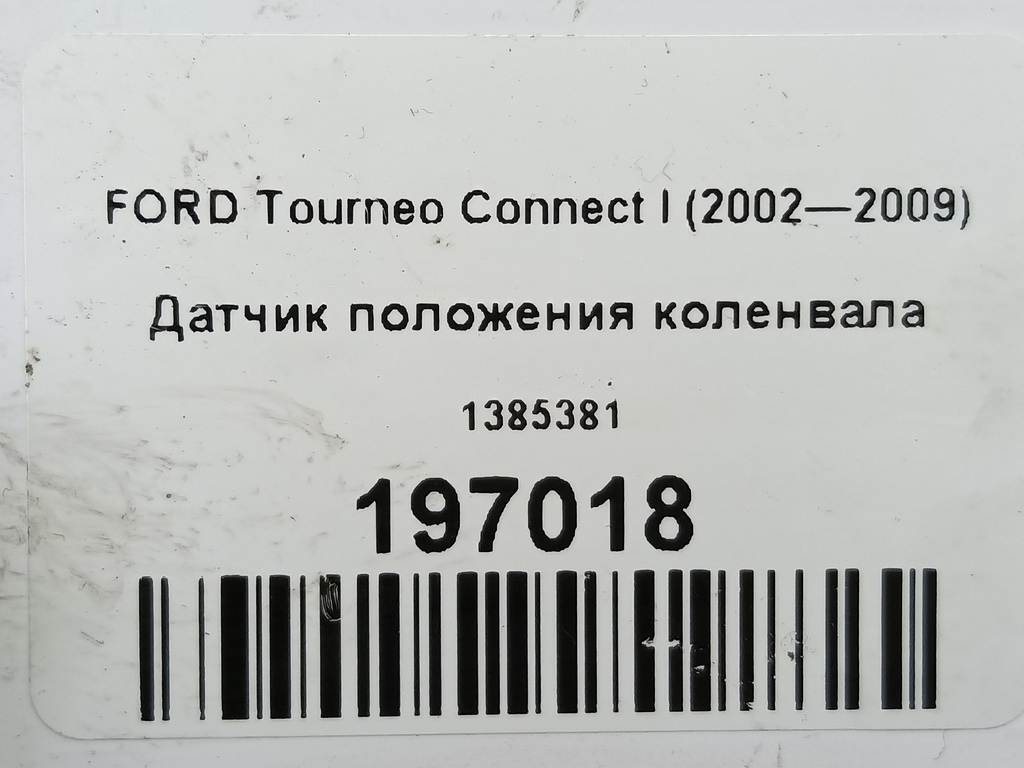 FORD Tourneo Connect I (2002—2009)
Датчик положения коленвала
1385381
197018